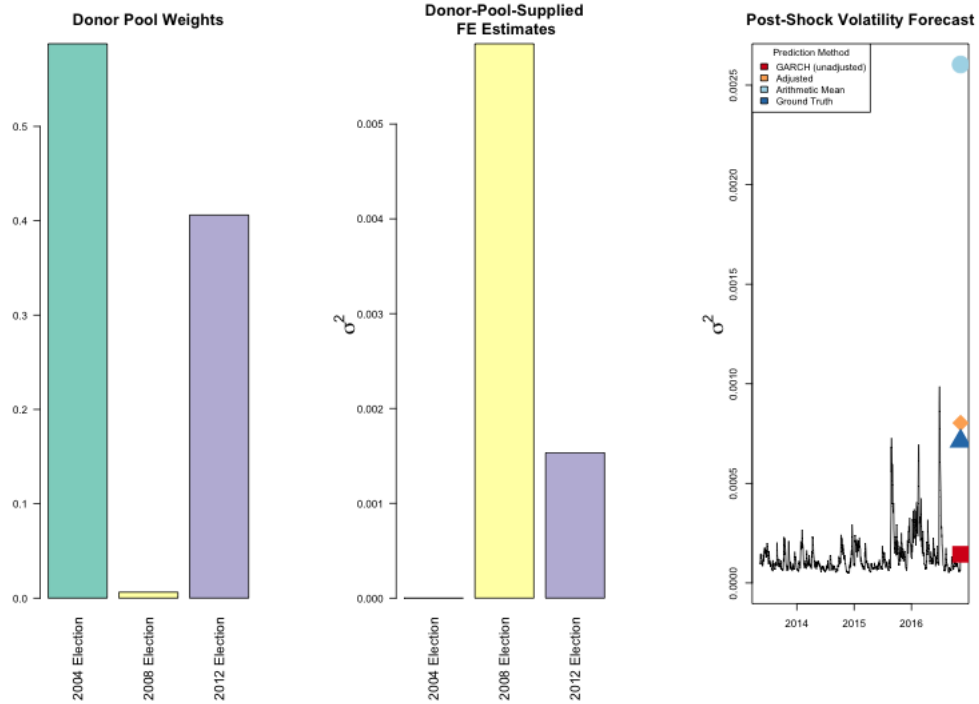 Donor Pool Weights
0.5
0.4
0.3
0.2
0.1
0.0
2004 Election
2008 Election
2012 Election
Donor-Pool-Supplied
FE Estimates
σ²
0.005
0.004
0.003
0.002
0.001
0.000
2004 Election
2008 Election
2012 Election
Post-Shock Volatility Forecast
Prediction Method
GARCH (unadjusted)
Adjusted
Arithmetic Mean
Ground Truth
σ²
0.0025
0.0020
0.0015
0.0010
0.0005
0.0000
2014
2015
2016